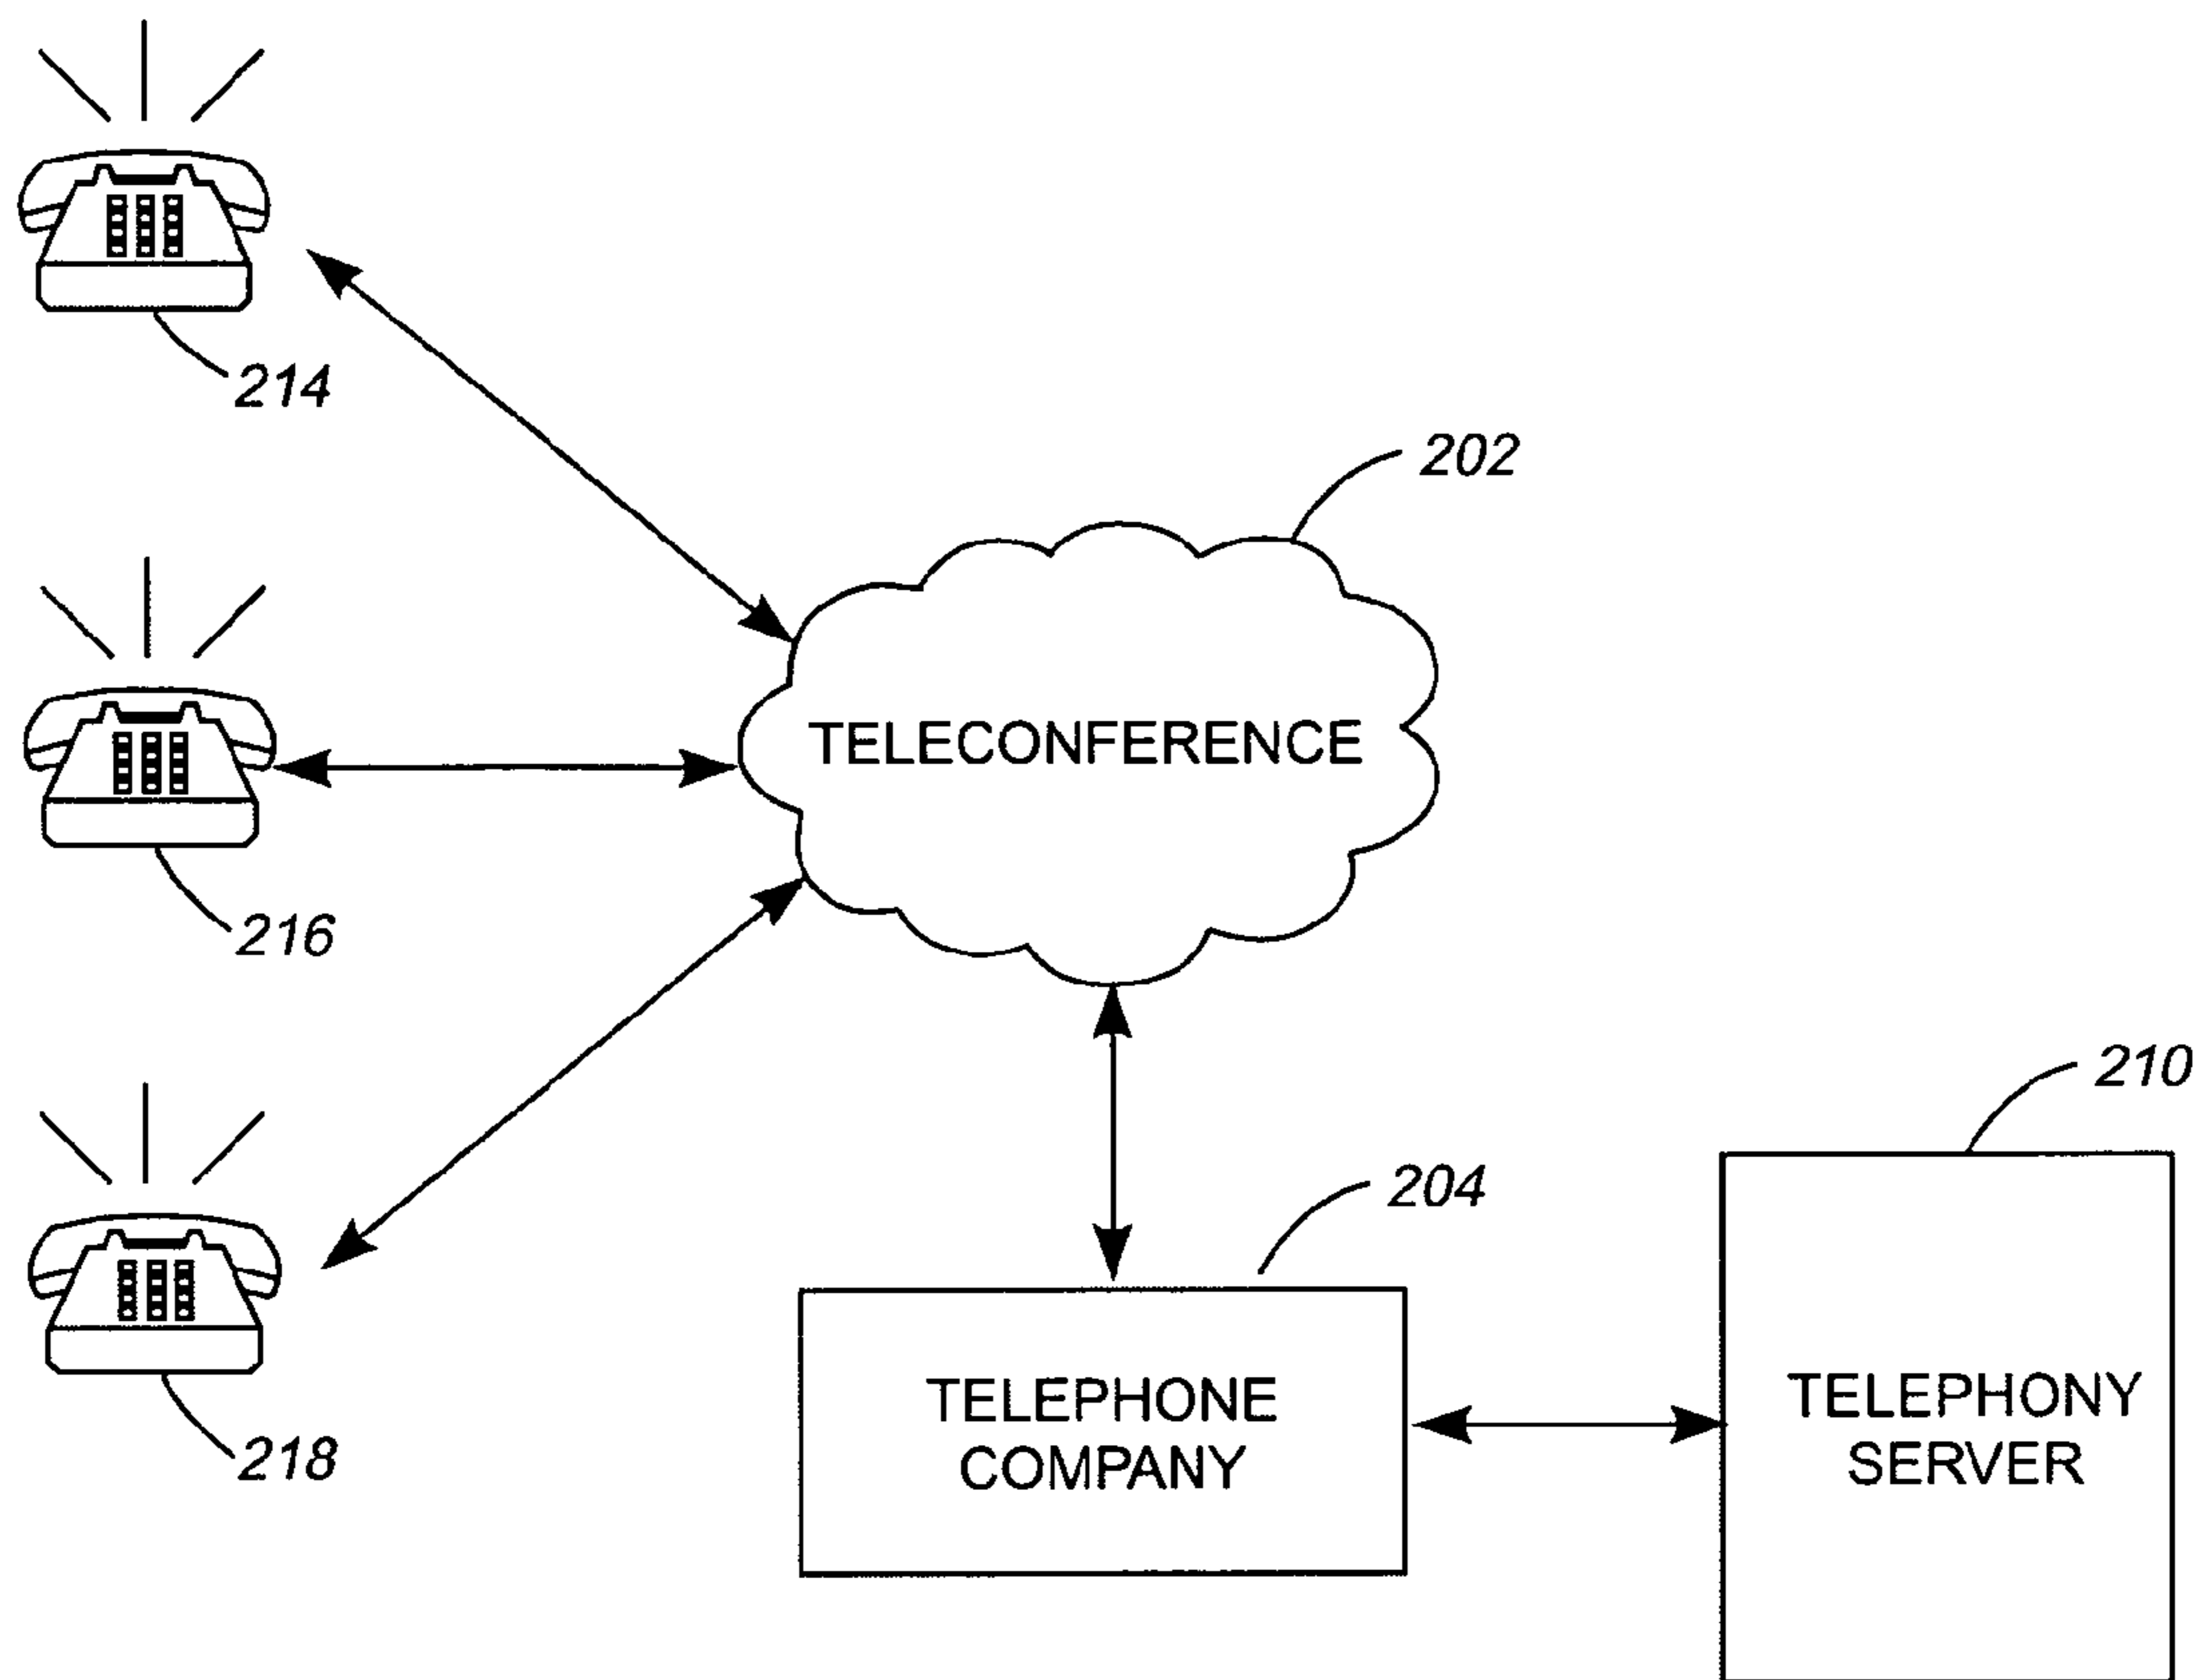 214
202
TELECONFERENCE
216
210
204
TELEPHONE
COMPANY
TELEPHONY
SERVER
218